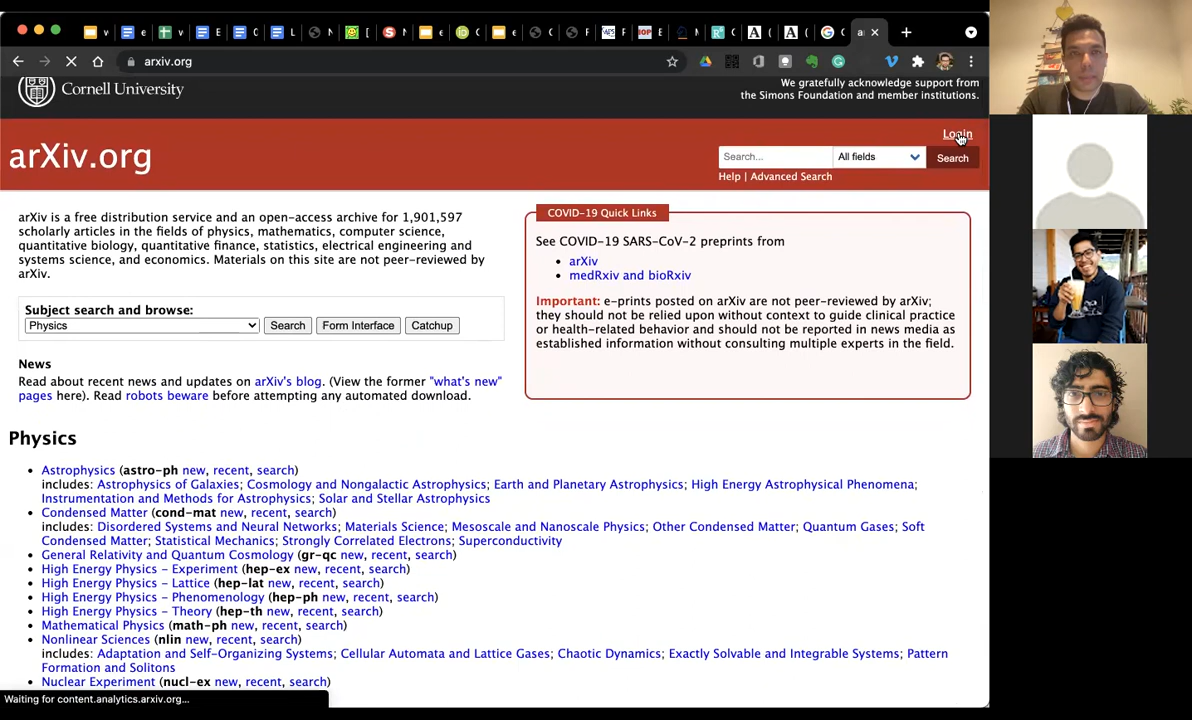 arxiv.org
Cornell University
We gratefully acknowledge support from
the Simons Foundation and member institutions.
Login
arXiv.org
Search...
All fields
Search
Help | Advanced Search
arXiv is a free distribution service and an open-access archive for 1,901,597
scholarly articles in the fields of physics, mathematics, computer science,
quantitative biology, quantitative finance, statistics, electrical engineering and
systems science, and economics. Materials on this site are not peer-reviewed by
arXiv.
Subject search and browse:
Physics
Search
Form Interface
Catchup
News
Read about recent news and updates on arXiv's blog. (View the former "what's new"
pages here). Read robots beware before attempting any automated download.
COVID-19 Quick Links
See COVID-19 SARS-CoV-2 preprints from
• arXiv
• medRxiv and bioRxiv
Important: e-prints posted on arXiv are not peer-reviewed by arXiv;
they should not be relied upon without context to guide clinical practice
or health-related behavior and should not be reported in news media as
established information without consulting multiple experts in the field.
Physics
• Astrophysics (astro-ph new, recent, search)
includes: Astrophysics of Galaxies; Cosmology and Nongalactic Astrophysics; Earth and Planetary Astrophysics; High Energy Astrophysical Phenomena;
Instrumentation and Methods for Astrophysics; Solar and Stellar Astrophysics
• Condensed Matter (cond-mat new, recent, search)
includes: Disordered Systems and Neural Networks; Materials Science; Mesoscale and Nanoscale Physics; Other Condensed Matter; Quantum Gases; Soft
Condensed Matter; Statistical Mechanics; Strongly Correlated Electrons; Superconductivity
• General Relativity and Quantum Cosmology (gr-qc new, recent, search)
• High Energy Physics - Experiment (hep-ex new, recent, search)
• High Energy Physics - Lattice (hep-lat new, recent, search)
• High Energy Physics - Phenomenology (hep-ph new, recent, search)
• High Energy Physics - Theory (hep-th new, recent, search)
• Mathematical Physics (math-ph new, recent, search)
• Nonlinear Sciences (nlin new, recent, search)
includes: Adaptation and Self-Organizing Systems; Cellular Automata and Lattice Gases; Chaotic Dynamics; Exactly Solvable and Integrable Systems; Pattern
Formation and Solitons
• Nuclear Experiment (nucl-ex new, recent, search)
Waiting for content.analytics.arxiv.org...